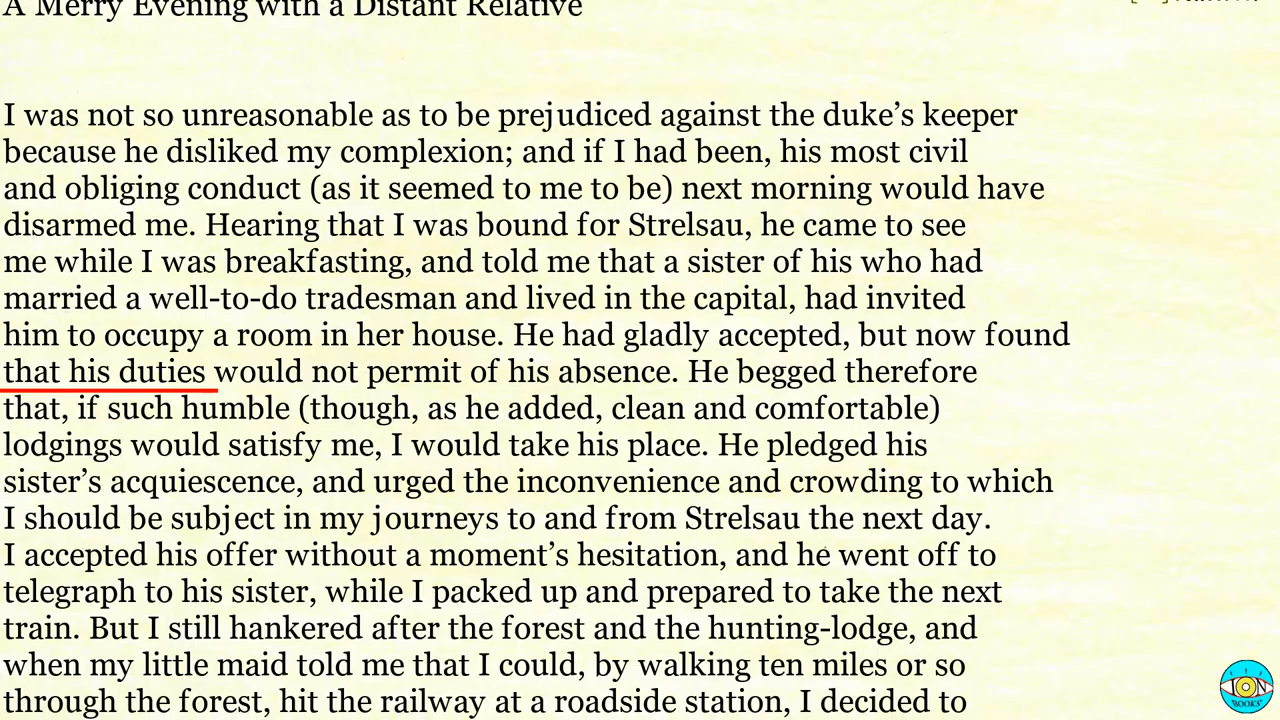 A Merry Evening with a Distant Relative
I was not so unreasonable as to be prejudiced against the duke’s keeper
because he disliked my complexion; and if I had been, his most civil
and obliging conduct (as it seemed to me to be) next morning would have
disarmed me. Hearing that I was bound for Strelsau, he came to see
me while I was breakfasting, and told me that a sister of his who had
married a well-to-do tradesman and lived in the capital, had invited
him to occupy a room in her house. He had gladly accepted, but now found
that his duties would not permit of his absence. He begged therefore
that, if such humble (though, as he added, clean and comfortable)
lodgings would satisfy me, I would take his place. He pledged his
sister’s acquiescence, and urged the inconvenience and crowding to which
I should be subject in my journeys to and from Strelsau the next day.
I accepted his offer without a moment’s hesitation, and he went off to
telegraph to his sister, while I packed up and prepared to take the next
train. But I still hankered after the forest and the hunting-lodge, and
when my little maid told me that I could, by walking ten miles or so
through the forest, hit the railway at a roadside station, I decided to
ION
BOOKS